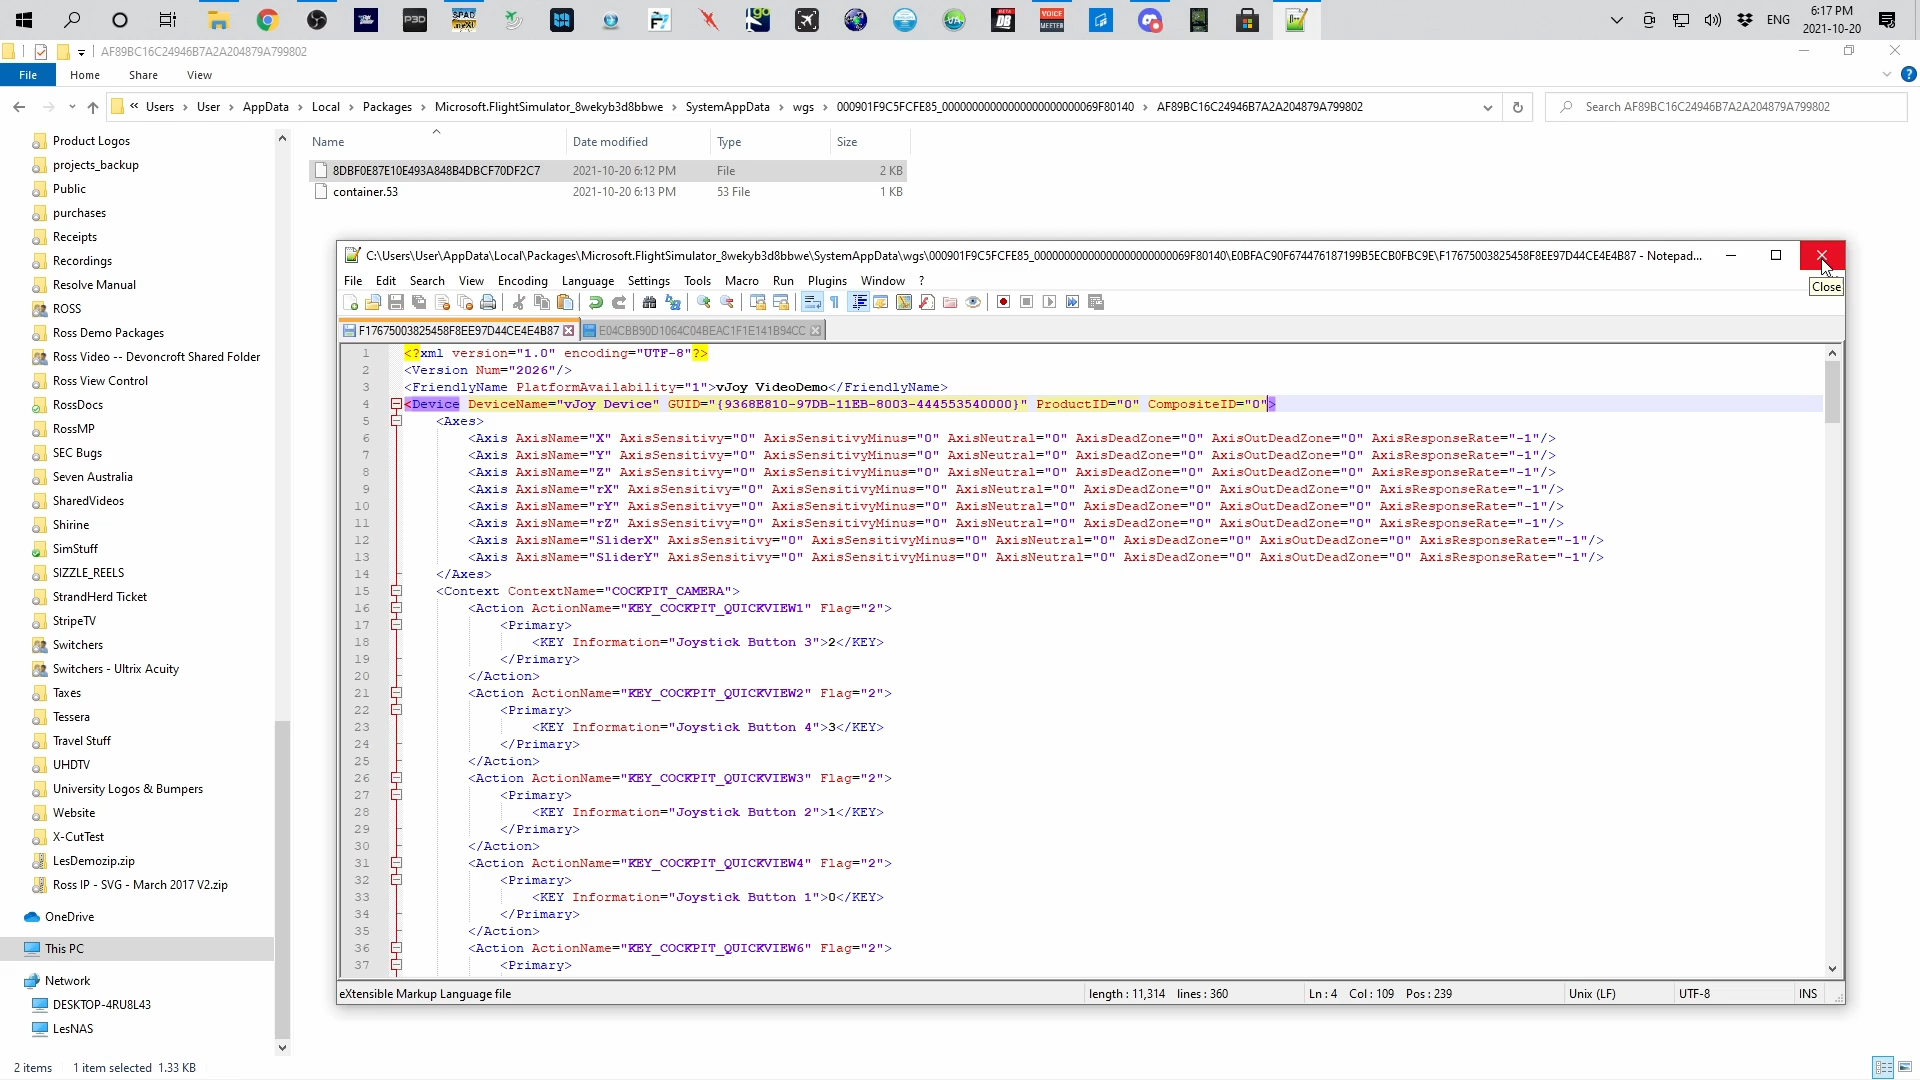 P3D
SPAD
neXt
F7
go
BETA
DB
VOICE
MEETER
ENG
6:17 PM
2021-10-20
AF89BC16C24946B7A2A204879A799802
File
Home
Share
View
« Users › User › AppData › Local › Packages › Microsoft.FlightSimulator_8wekyb3d8bbwe › SystemAppData › wgs › 000901F9C5FCFE85_0000000000000000000000069F80140 › AF89BC16C24946B7A2A204879A799802
Search AF89BC16C24946B7A2A204879A799802
Product Logos
projects_backup
Public
purchases
Receipts
Recordings
Resolve Manual
ROSS
Ross Demo Packages
Ross Video -- Devoncroft Shared Folder
Ross View Control
RossDocs
RossMP
SEC Bugs
Seven Australia
SharedVideos
Shirine
SimStuff
SIZZLE_REELS
StrandHerd Ticket
StripeTV
Switchers
Switchers - Ultrix Acuity
Taxes
Tessera
Travel Stuff
UHDTV
University Logos & Bumpers
Website
X-CutTest
LesDemozip.zip
Ross IP - SVG - March 2017 V2.zip
OneDrive
This PC
Network
DESKTOP-4RU8L43
LesNAS
Name Date modified Type Size
8DBF0E87E10E493A848B4DBCF70DF2C7 2021-10-20 6:12 PM File 2 KB
container.53 2021-10-20 6:13 PM 53 File 1 KB
C:\Users\User\AppData\Local\Packages\Microsoft.FlightSimulator_8wekyb3d8bbwe\SystemAppData\wgs\000901F9C5FCFE85_0000000000000000000000069F80140\E0BFAC90F674476187199B5ECB0FBC9E\F17675003825458F8EE97D44CE4E4B87 - Notepad...
Close
File Edit Search View Encoding Language Settings Tools Macro Run Plugins Window ?
F17675003825458F8EE97D44CE4E4B87
E04CBB90D1064C04BEAC1F1E141B94CC
1 <?xml version="1.0" encoding="UTF-8"?>
2 <Version Num="2026"/>
3 <FriendlyName PlatformAvailability="1">vJoy VideoDemo</FriendlyName>
4 <Device DeviceName="vJoy Device" GUID="{9368E810-97DB-11EB-8003-444553540000}" ProductID="0" CompositeID="0">
5 <Axes>
6 <Axis AxisName="X" AxisSensitivy="0" AxisSensitivyMinus="0" AxisNeutral="0" AxisDeadZone="0" AxisOutDeadZone="0" AxisResponseRate="-1"/>
7 <Axis AxisName="Y" AxisSensitivy="0" AxisSensitivyMinus="0" AxisNeutral="0" AxisDeadZone="0" AxisOutDeadZone="0" AxisResponseRate="-1"/>
8 <Axis AxisName="Z" AxisSensitivy="0" AxisSensitivyMinus="0" AxisNeutral="0" AxisDeadZone="0" AxisOutDeadZone="0" AxisResponseRate="-1"/>
9 <Axis AxisName="rX" AxisSensitivy="0" AxisSensitivyMinus="0" AxisNeutral="0" AxisDeadZone="0" AxisOutDeadZone="0" AxisResponseRate="-1"/>
10 <Axis AxisName="rY" AxisSensitivy="0" AxisSensitivyMinus="0" AxisNeutral="0" AxisDeadZone="0" AxisOutDeadZone="0" AxisResponseRate="-1"/>
11 <Axis AxisName="rZ" AxisSensitivy="0" AxisSensitivyMinus="0" AxisNeutral="0" AxisDeadZone="0" AxisOutDeadZone="0" AxisResponseRate="-1"/>
12 <Axis AxisName="SliderX" AxisSensitivy="0" AxisSensitivyMinus="0" AxisNeutral="0" AxisDeadZone="0" AxisOutDeadZone="0" AxisResponseRate="-1"/>
13 <Axis AxisName="SliderY" AxisSensitivy="0" AxisSensitivyMinus="0" AxisNeutral="0" AxisDeadZone="0" AxisOutDeadZone="0" AxisResponseRate="-1"/>
14 </Axes>
15 <Context ContextName="COCKPIT_CAMERA">
16 <Action ActionName="KEY_COCKPIT_QUICKVIEW1" Flag="2">
17 <Primary>
18 <KEY Information="Joystick Button 3">2</KEY>
19 </Primary>
20 </Action>
21 <Action ActionName="KEY_COCKPIT_QUICKVIEW2" Flag="2">
22 <Primary>
23 <KEY Information="Joystick Button 4">3</KEY>
24 </Primary>
25 </Action>
26 <Action ActionName="KEY_COCKPIT_QUICKVIEW3" Flag="2">
27 <Primary>
28 <KEY Information="Joystick Button 2">1</KEY>
29 </Primary>
30 </Action>
31 <Action ActionName="KEY_COCKPIT_QUICKVIEW4" Flag="2">
32 <Primary>
33 <KEY Information="Joystick Button 1">0</KEY>
34 </Primary>
35 </Action>
36 <Action ActionName="KEY_COCKPIT_QUICKVIEW6" Flag="2">
37 <Primary>
eXtensible Markup Language file length : 11,314 lines : 360 Ln : 4 Col : 109 Pos : 239 Unix (LF) UTF-8 INS
2 items 1 item selected 1.33 KB